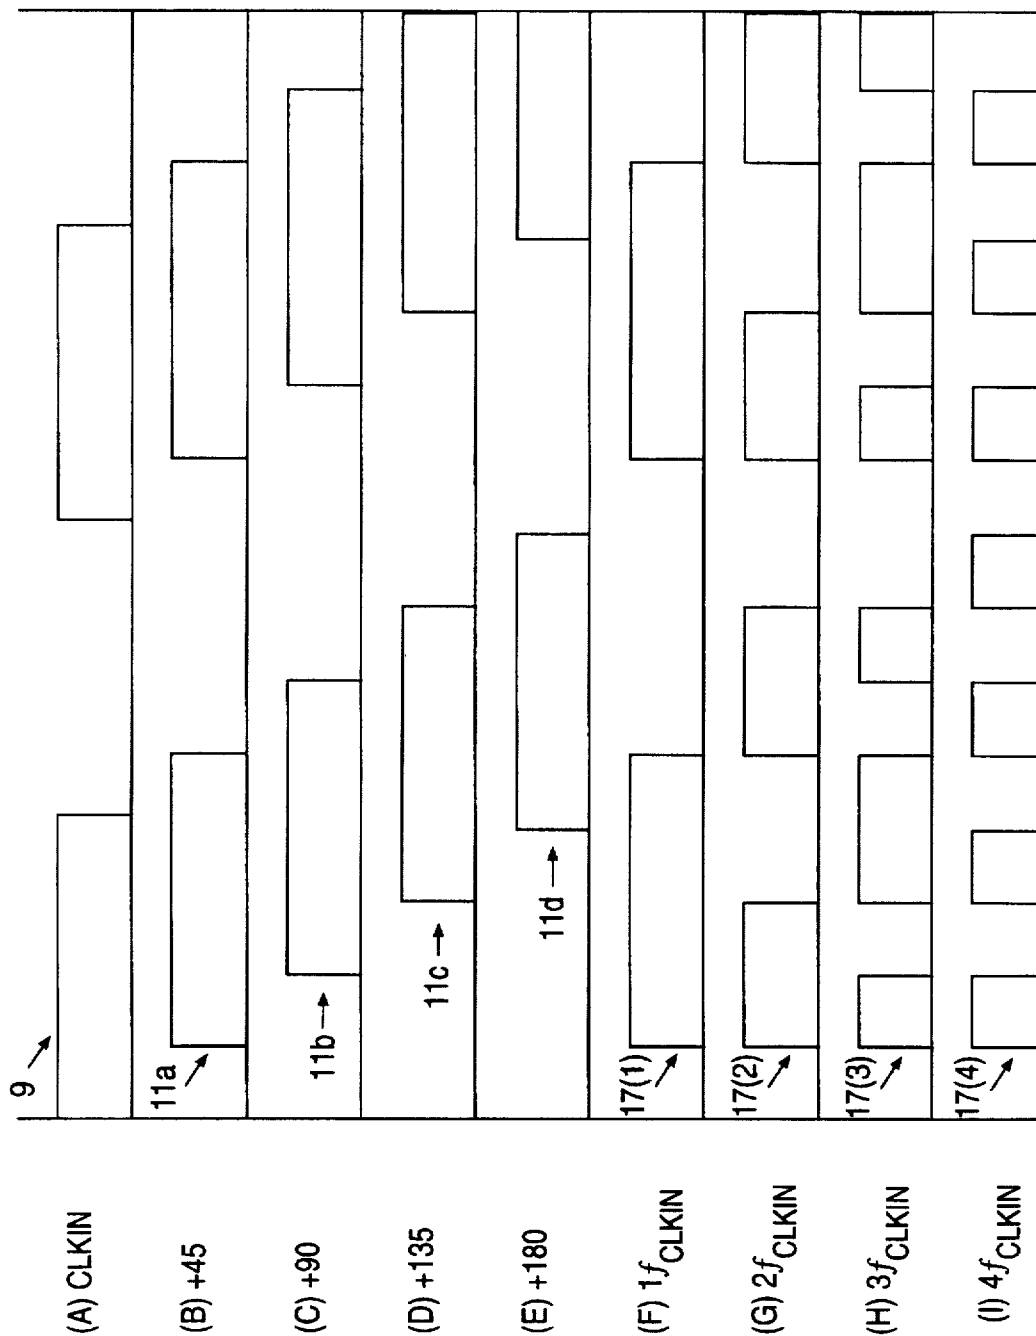 (A) CLKIN
9
(B) +45
11a
(C) +90
11b
(D) +135
11c
(E) +180
11d
(F) 1fCLKIN
17(1)
(G) 2fCLKIN
17(2)
(H) 3fCLKIN
17(3)
(I) 4fCLKIN
17(4)